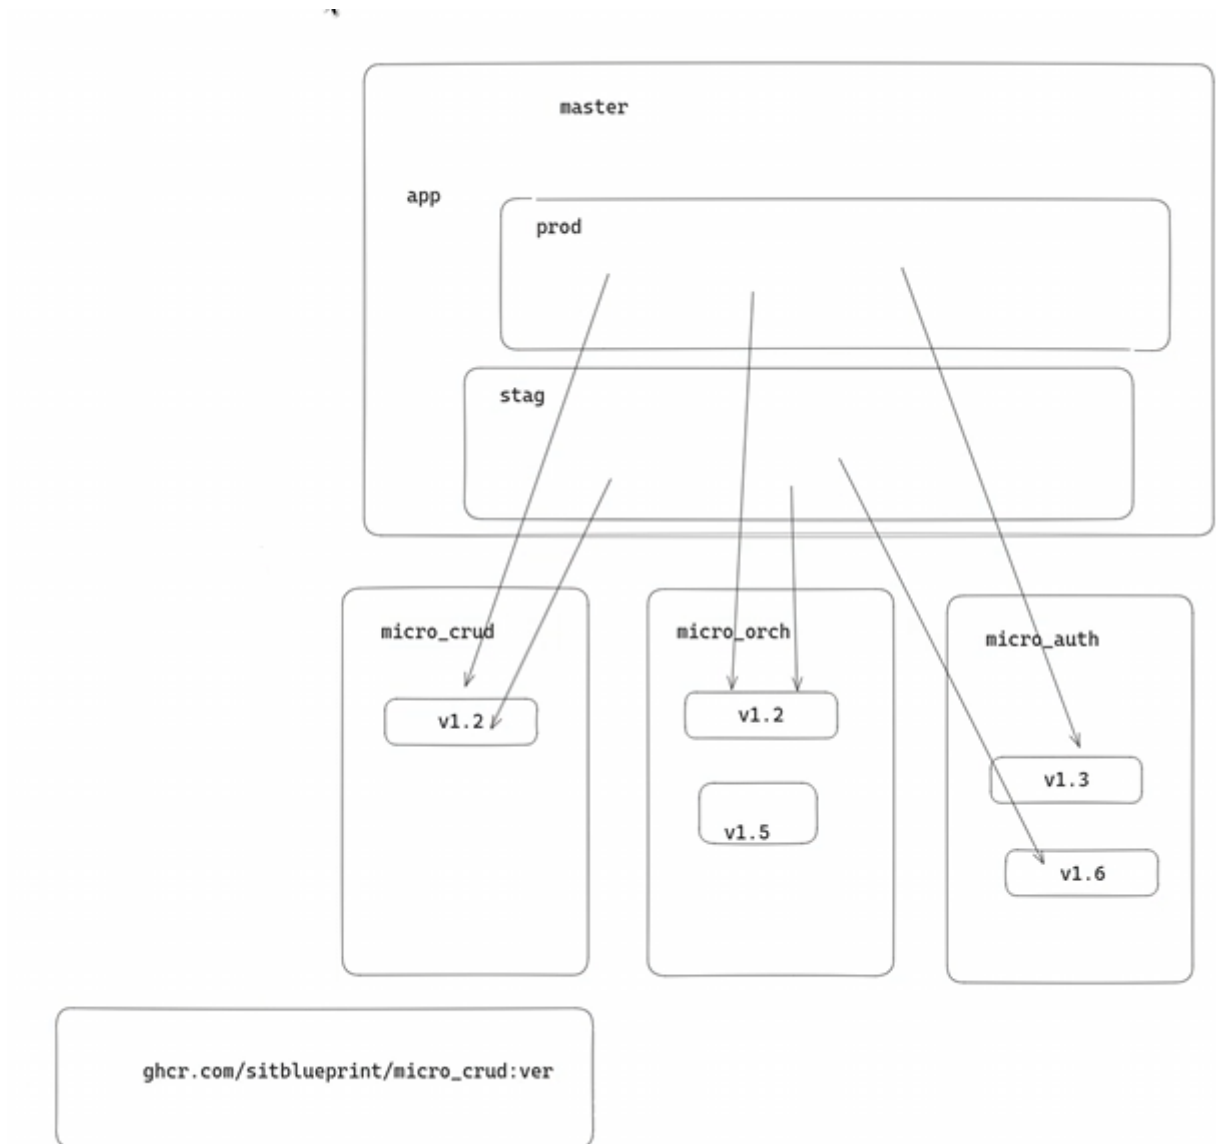 master
app
prod
stag
micro_crud
v1.2
micro_orch
v1.2
v1.5
micro_auth
v1.3
v1.6
ghcr.com/sitblueprint/micro_crud:ver